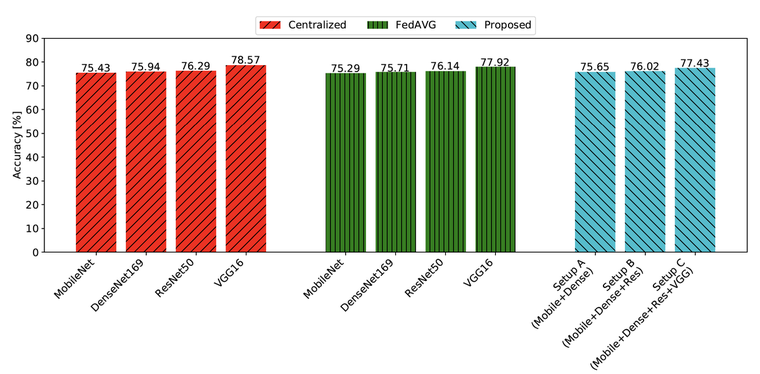 Centralized FedAVG Proposed
Accuracy [%]
90
80
70
60
50
40
30
20
10
0
75.43 75.94 76.29 78.57 75.29 75.71 76.14 77.92 75.65 76.02 77.43
MobileNet
DenseNet169
ResNet50
VGG16
MobileNet
DenseNet169
ResNet50
VGG16
Setup A
(Mobile+Dense)
Setup B
(Mobile+Dense+Res)
Setup C
(Mobile+Dense+Res+VGG)